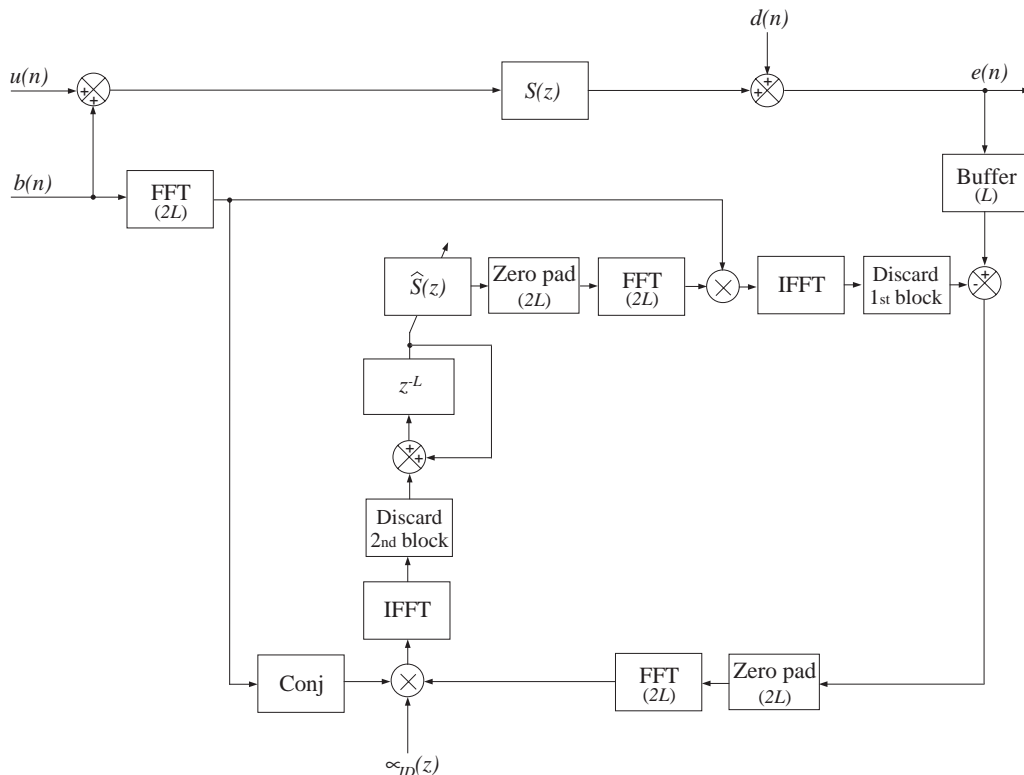 d(n)
u(n)
+
+
S(z)
+
+
e(n)
b(n)
FFT
(2L)
Buffer
(L)
Ŝ(z)
Zero pad
(2L)
FFT
(2L)
×
IFFT
Discard
1st block
+
-
z^-L
+
+
Discard
2nd block
IFFT
Conj
×
FFT
(2L)
Zero pad
(2L)
∝_ID(z)